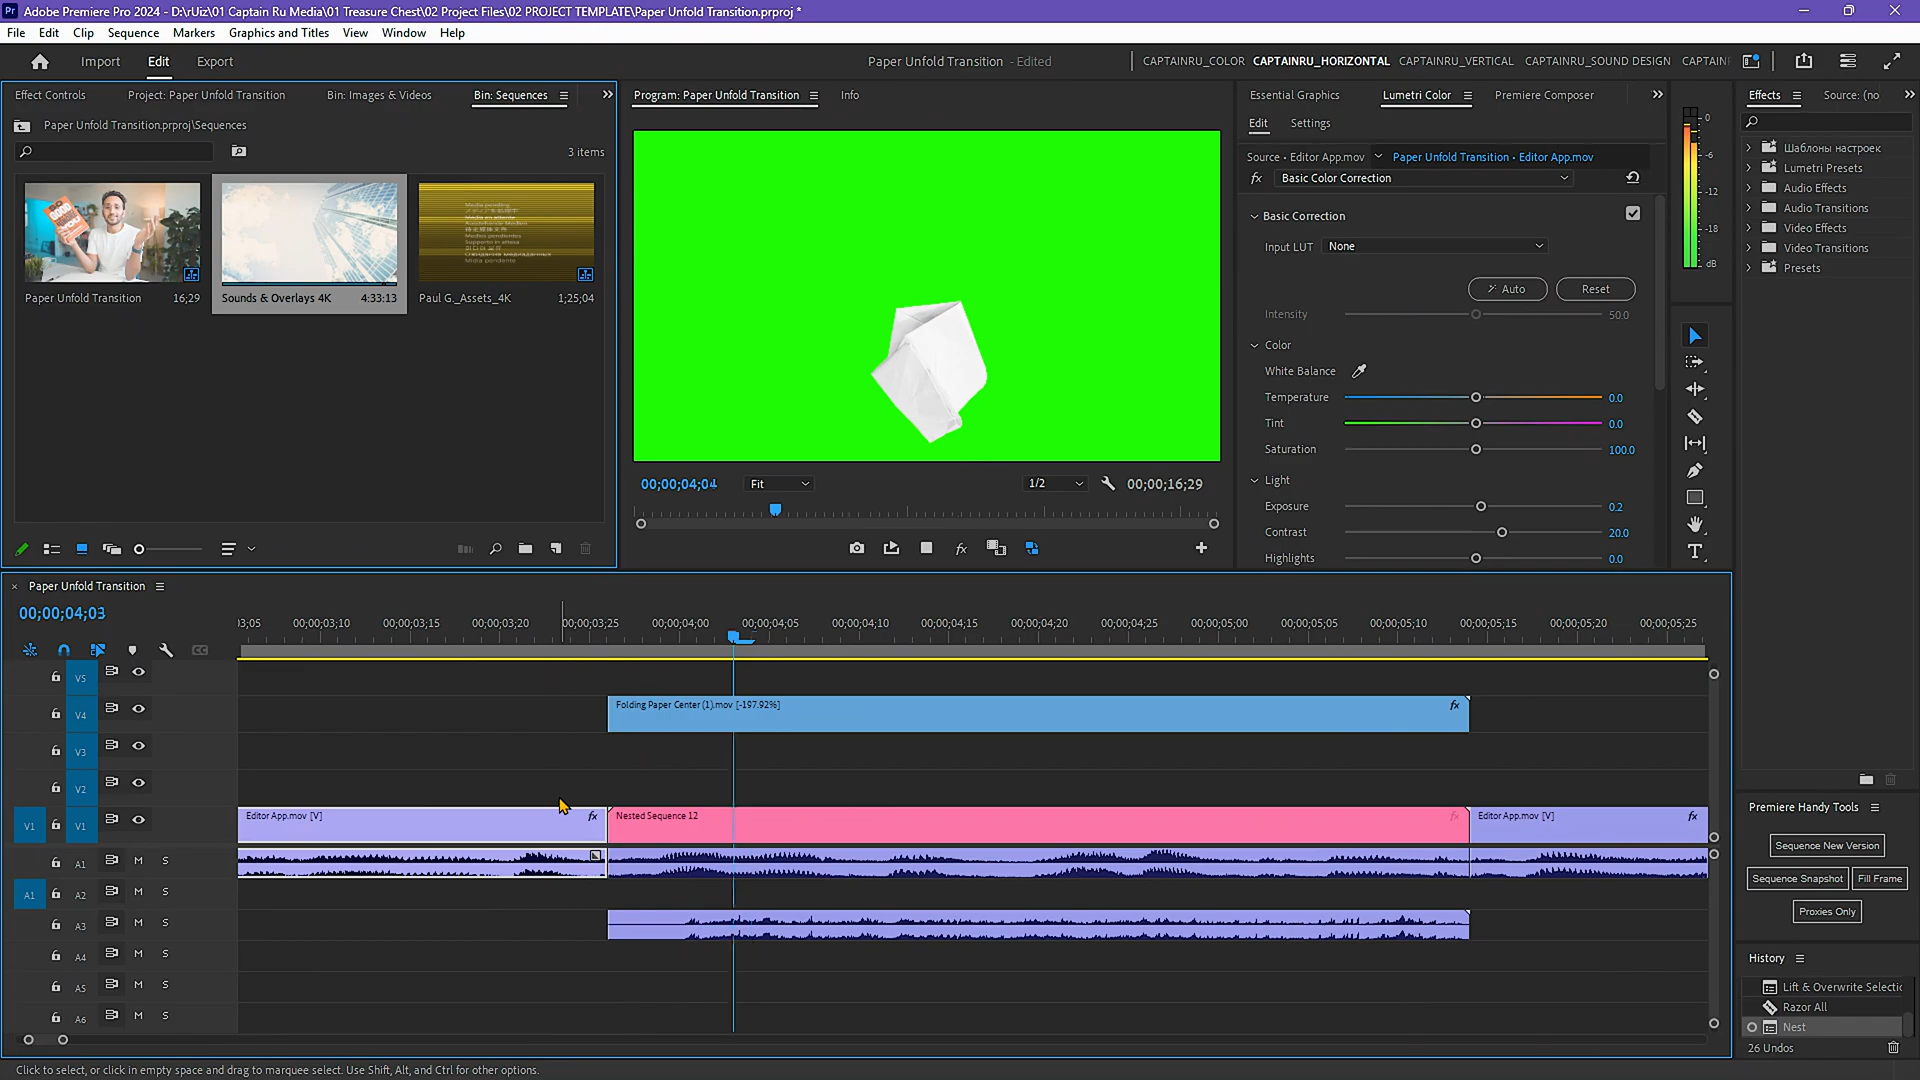 Adobe Premiere Pro 2024 - D:\rUiz\01 Captain Ru Media\01 Treasure Chest\02 Project Files\02 PROJECT TEMPLATE\Paper Unfold Transition.prproj *
File Edit Clip Sequence Markers Graphics and Titles View Window Help
Import Edit Export
Paper Unfold Transition - Edited
CAPTAINRU_COLOR CAPTAINRU_HORIZONTAL CAPTAINRU_VERTICAL CAPTAINRU_SOUND DESIGN CAPTAIN
Effect Controls Project: Paper Unfold Transition Bin: Images & Videos Bin: Sequences
Paper Unfold Transition.prproj\Sequences
3 items
Paper Unfold Transition 16;29
Sounds & Overlays 4K 4:33:13
Paul G._Assets_4K 1;25;04
Program: Paper Unfold Transition Info
00;00;04;04 Fit 1/2 00;00;16;29
Essential Graphics Lumetri Color Premiere Composer
Edit Settings
Source • Editor App.mov Paper Unfold Transition • Editor App.mov
fx Basic Color Correction
Basic Correction
Input LUT None
Auto Reset
Intensity 50.0
Color
White Balance
Temperature 0.0
Tint 0.0
Saturation 100.0
Light
Exposure 0.2
Contrast 20.0
Highlights 0.0
0
-6
-12
-18
dB
Effects Source: (no
Шаблоны настроек
Lumetri Presets
Audio Effects
Audio Transitions
Video Effects
Video Transitions
Presets
Premiere Handy Tools
Sequence New Version
Sequence Snapshot Fill Frame
Proxies Only
History
Lift & Overwrite Selectic
Razor All
Nest
26 Undos
Paper Unfold Transition
00;00;04;03
3;05 00;00;03;10 00;00;03;15 00;00;03;20 00;00;03;25 00;00;04;00 00;00;04;05 00;00;04;10 00;00;04;15 00;00;04;20 00;00;04;25 00;00;05;00 00;00;05;05 00;00;05;10 00;00;05;15 00;00;05;20 00;00;05;25
V5
V4 Folding Paper Center (1).mov [-197.92%] fx
V3
V2
V1 V1 Editor App.mov [V] fx Nested Sequence 12 fx Editor App.mov [V] fx
A1 M S
A1 A2 M S
A3 M S
A4 M S
A5 M S
A6 M S
Click to select, or click in empty space and drag to marquee select. Use Shift, Alt, and Ctrl for other options.